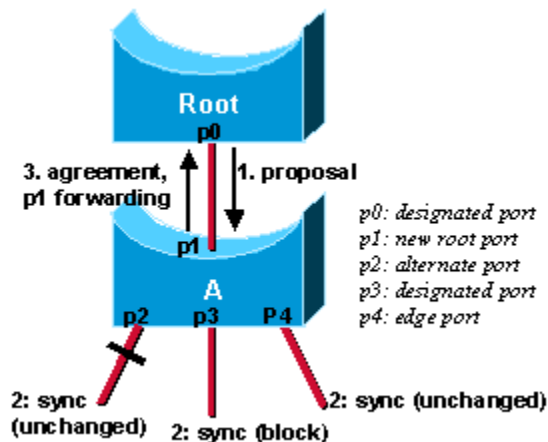 Root
p0
3. agreement,
p1 forwarding
1. proposal
p1
A
p2
p3
P4
p0: designated port
p1: new root port
p2: alternate port
p3: designated port
p4: edge port
2: sync
(unchanged)
2: sync (block)
2: sync (unchanged)